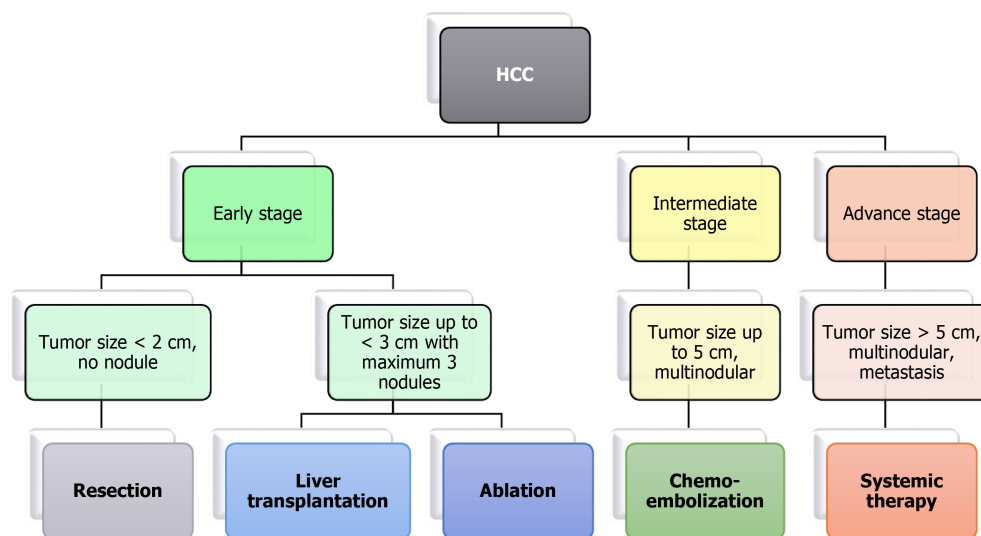 HCC
Early stage
Intermediate
stage
Advance stage
Tumor size < 2 cm,
no nodule
Tumor size up to
< 3 cm with
maximum 3
nodules
Tumor size up
to 5 cm,
multinodular
Tumor size > 5 cm,
multinodular,
metastasis
Resection
Liver
transplantation
Ablation
Chemo-
embolization
Systemic
therapy